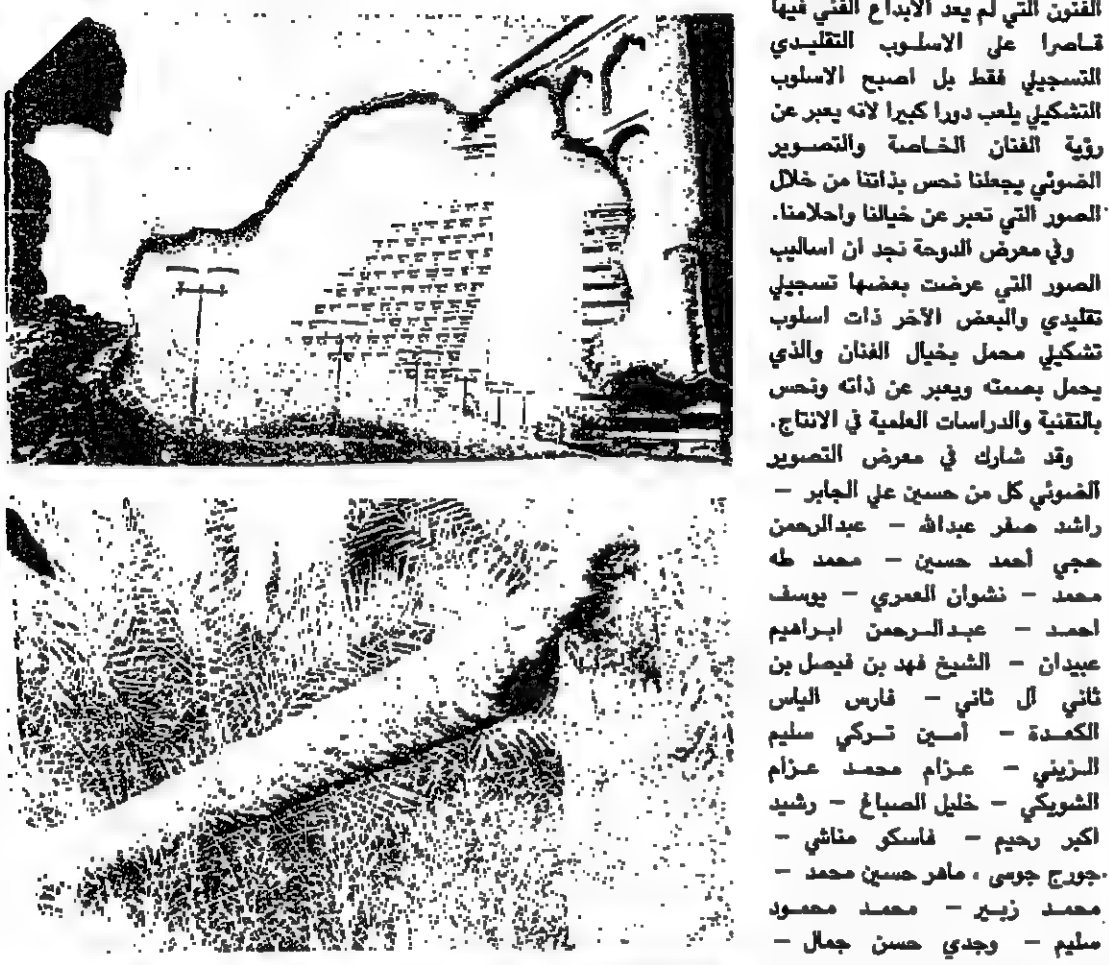 الفنون التي لم يعد الابداع الفني فيها
قاصرا على الاسلوب التقليدي
التسجيلي فقط بل اصبح الاسلوب
التشكيلي يلعب دورا كبيرا لانه يعبر عن
رؤية الفنان الخاصة والتصوير
الضوئي يجعلنا نحس بذاتنا من خلال
الصور التي تعبر عن خيالنا واحلامنا.
وفي معرض الدوحة نجد ان اساليب
الصور التي عرضت بعضها تسجيلي
تقليدي والبعض الآخر ذات اسلوب
تشكيلي محمل بخيال الفنان والذي
يحمل بصمته ويعبر عن ذاته ونحس
بالتقنية والدراسات العلمية في الانتاج.
وقد شارك في معرض التصوير
الضوئي كل من حسين علي الجابر –
راشد صقر عبدالله – عبدالرحمن
حجي أحمد حسين – محمد طه
محمد – نشوان العمري – يوسف
احمد – عبدالرحمن ابراهيم
عبيدان – الشيخ فهد بن فيصل بن
ثاني آل ثاني – فارس الياس
الكعدة – أمين تركي سليم
الزيني – عزام محمد عزام
الشويكي – خليل الصباغ – رشيد
اكبر رحيم – فاسكو مناشي –
جورج جوسى ، ماهر حسين محمد –
محمد زبير – محمد محمود
سليم – وجدي حسن جمال –